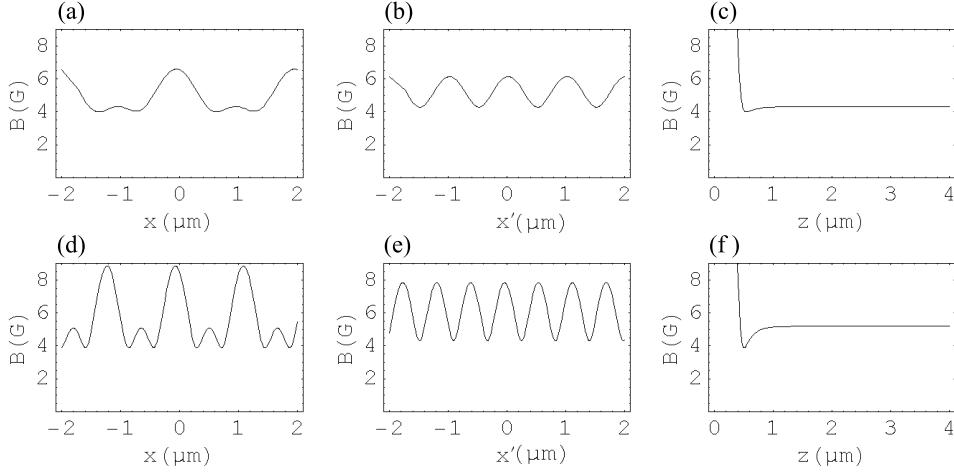 (a) (b) (c)
8 8 8
6 6 6
4 4 4
2 2 2
B(G) B(G) B(G)
-2 -1 0 1 2 -2 -1 0 1 2 0 1 2 3 4
x(μm) x'(μm) z(μm)
(d) (e) (f)
8 8 8
6 6 6
4 4 4
2 2 2
B(G) B(G) B(G)
-2 -1 0 1 2 -2 -1 0 1 2 0 1 2 3 4
x(μm) x'(μm) z(μm)